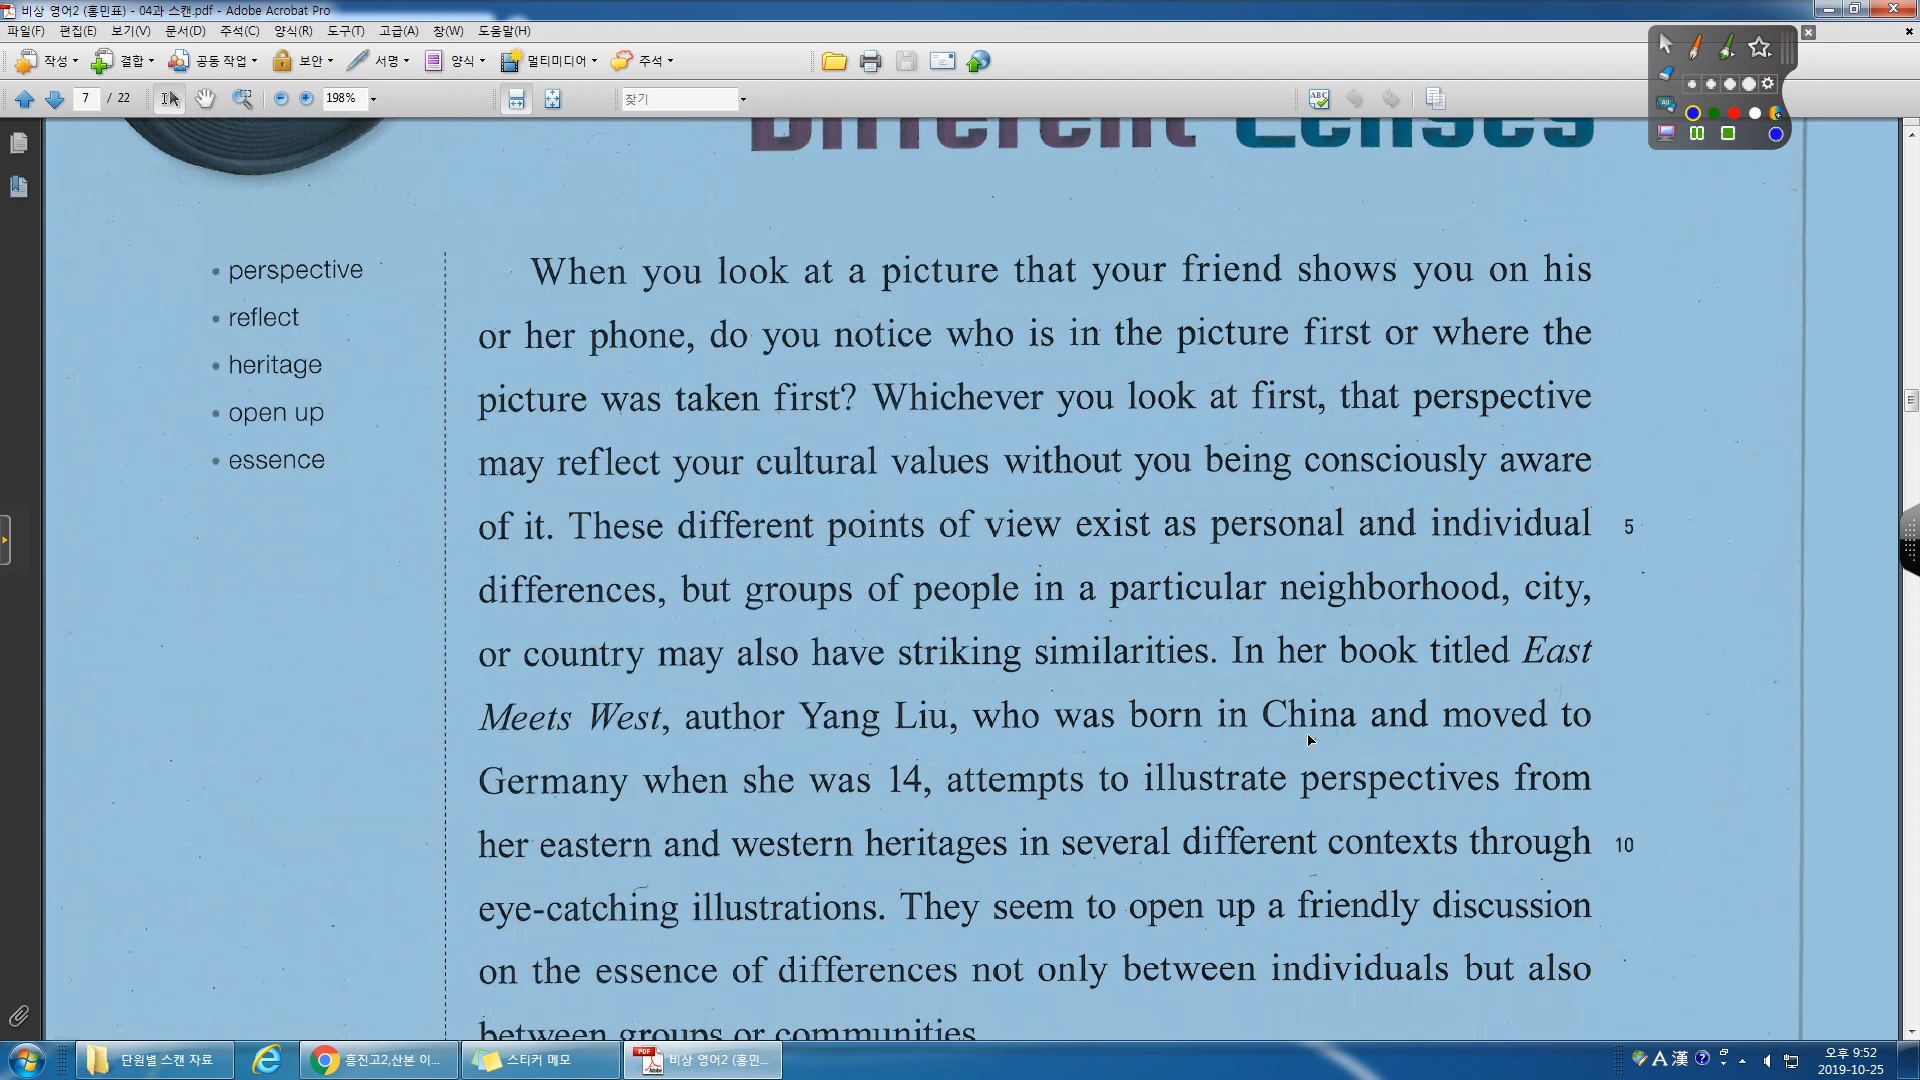 비상 영어2 (홍민표) - 04과 스캔.pdf - Adobe Acrobat Pro
파일(F) 편집(E) 보기(V) 문서(D) 주석(C) 양식(R) 도구(T) 고급(A) 창(W) 도움말(H)
작성 결합 공동 작업 보안 서명 양식 멀티미디어 주석
7 / 22 198% 찾기
Different Lenses
• perspective
• reflect
• heritage
• open up
• essence
When you look at a picture that your friend shows you on his
or her phone, do you notice who is in the picture first or where the
picture was taken first? Whichever you look at first, that perspective
may reflect your cultural values without you being consciously aware
of it. These different points of view exist as personal and individual 5
differences, but groups of people in a particular neighborhood, city,
or country may also have striking similarities. In her book titled East
Meets West, author Yang Liu, who was born in China and moved to
Germany when she was 14, attempts to illustrate perspectives from
her eastern and western heritages in several different contexts through 10
eye-catching illustrations. They seem to open up a friendly discussion
on the essence of differences not only between individuals but also
between groups or communities.
단원별 스캔 자료 흥진고2,산본 이... 스티커 메모 비상 영어2 (홍민... A 漢 오후 9:52
2019-10-25